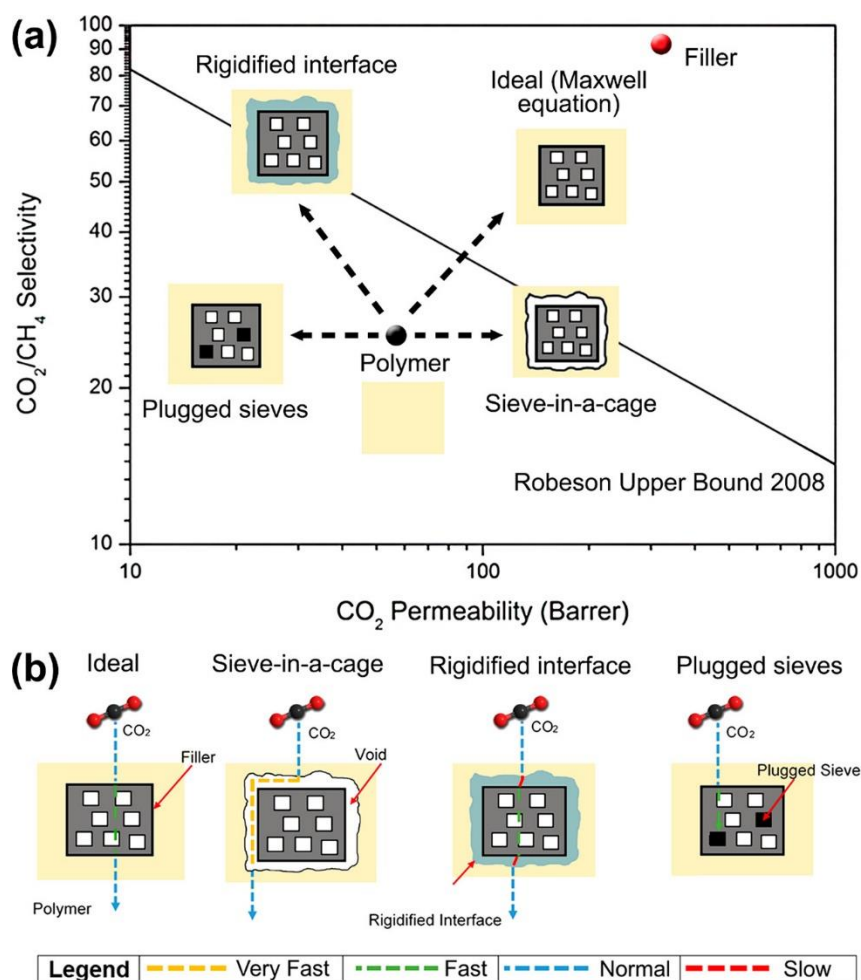 (a)
100
90
80
70
60
50
40
30
20
10
CO₂/CH₄ Selectivity
Rigidified interface
Ideal (Maxwell
equation)
Filler
Polymer
Plugged sieves
Sieve-in-a-cage
Robeson Upper Bound 2008
10
100
1000
CO₂ Permeability (Barrer)
(b)
Ideal
Sieve-in-a-cage
Rigidified interface
Plugged sieves
CO₂
CO₂
CO₂
CO₂
Filler
Void
Plugged Sieve
Polymer
Rigidified Interface
Legend Very Fast Fast Normal Slow